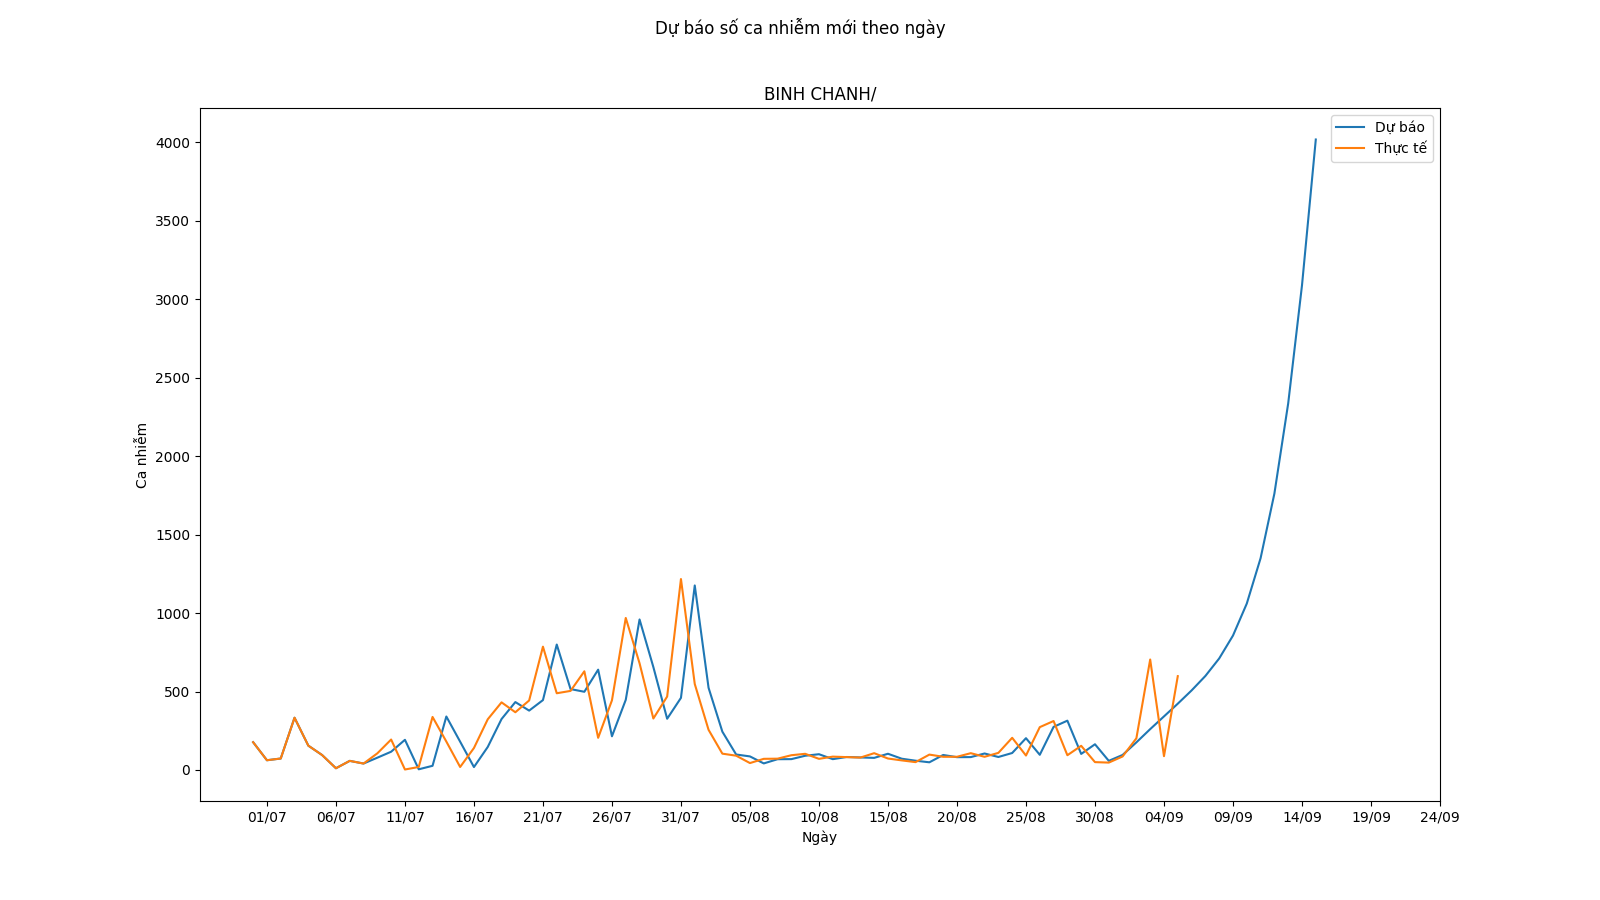 Dự báo số ca nhiễm mới theo ngày
BINH CHANH/
Dự báo
Thực tế
Ca nhiễm
4000
3500
3000
2500
2000
1500
1000
500
0
01/07 06/07 11/07 16/07 21/07 26/07 31/07 05/08 10/08 15/08 20/08 25/08 30/08 04/09 09/09 14/09 19/09 24/09
Ngày